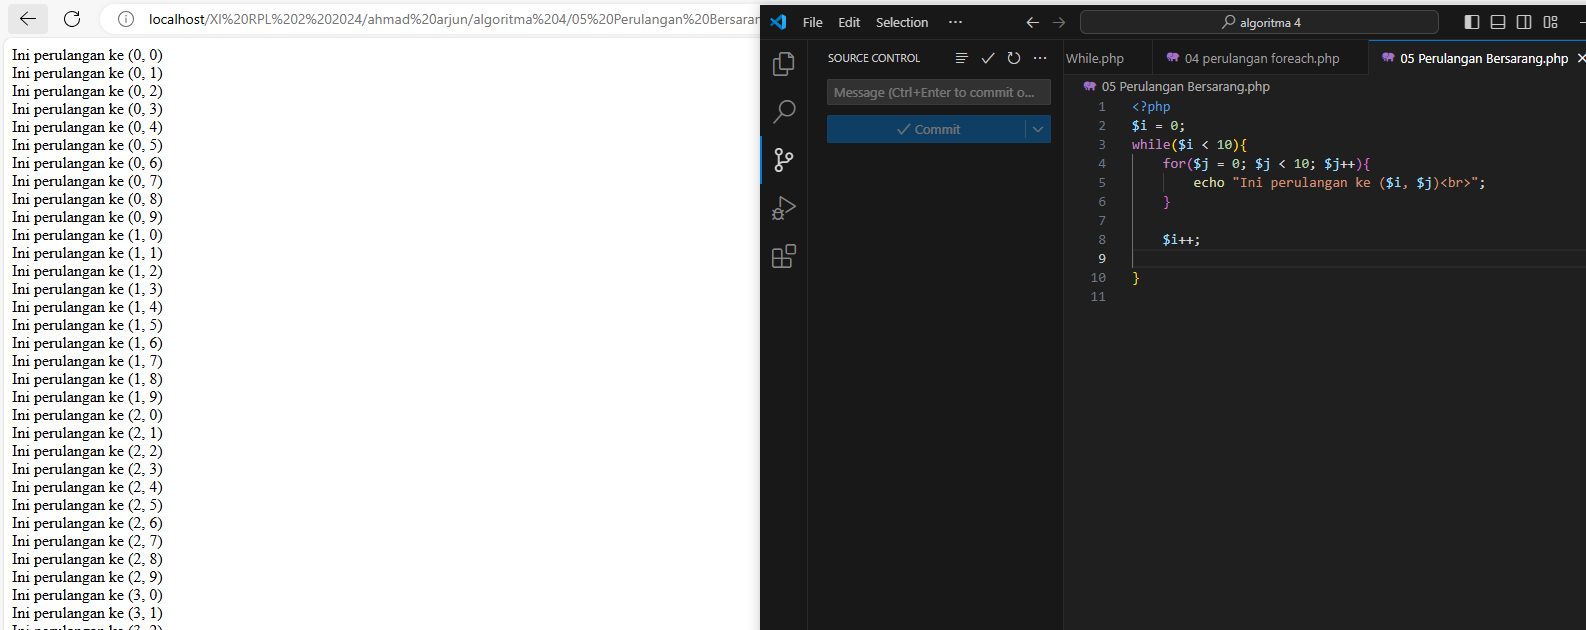 localhost/XI%20RPL%202%202024/ahmad%20arjun/algoritma%204/05%20Perulangan%20Bersaran
Ini perulangan ke (0, 0)
Ini perulangan ke (0, 1)
Ini perulangan ke (0, 2)
Ini perulangan ke (0, 3)
Ini perulangan ke (0, 4)
Ini perulangan ke (0, 5)
Ini perulangan ke (0, 6)
Ini perulangan ke (0, 7)
Ini perulangan ke (0, 8)
Ini perulangan ke (0, 9)
Ini perulangan ke (1, 0)
Ini perulangan ke (1, 1)
Ini perulangan ke (1, 2)
Ini perulangan ke (1, 3)
Ini perulangan ke (1, 4)
Ini perulangan ke (1, 5)
Ini perulangan ke (1, 6)
Ini perulangan ke (1, 7)
Ini perulangan ke (1, 8)
Ini perulangan ke (1, 9)
Ini perulangan ke (2, 0)
Ini perulangan ke (2, 1)
Ini perulangan ke (2, 2)
Ini perulangan ke (2, 3)
Ini perulangan ke (2, 4)
Ini perulangan ke (2, 5)
Ini perulangan ke (2, 6)
Ini perulangan ke (2, 7)
Ini perulangan ke (2, 8)
Ini perulangan ke (2, 9)
Ini perulangan ke (3, 0)
Ini perulangan ke (3, 1)
Ini perulangan ke (3, 2)
File Edit Selection ··· algoritma 4
SOURCE CONTROL
Message (Ctrl+Enter to commit o...
Commit
While.php 04 perulangan foreach.php 05 Perulangan Bersarang.php
05 Perulangan Bersarang.php
1 <?php
2 $i = 0;
3 while($i < 10){
4 for($j = 0; $j < 10; $j++){
5 echo "Ini perulangan ke ($i, $j)<br>";
6 }
7
8 $i++;
9
10 }
11